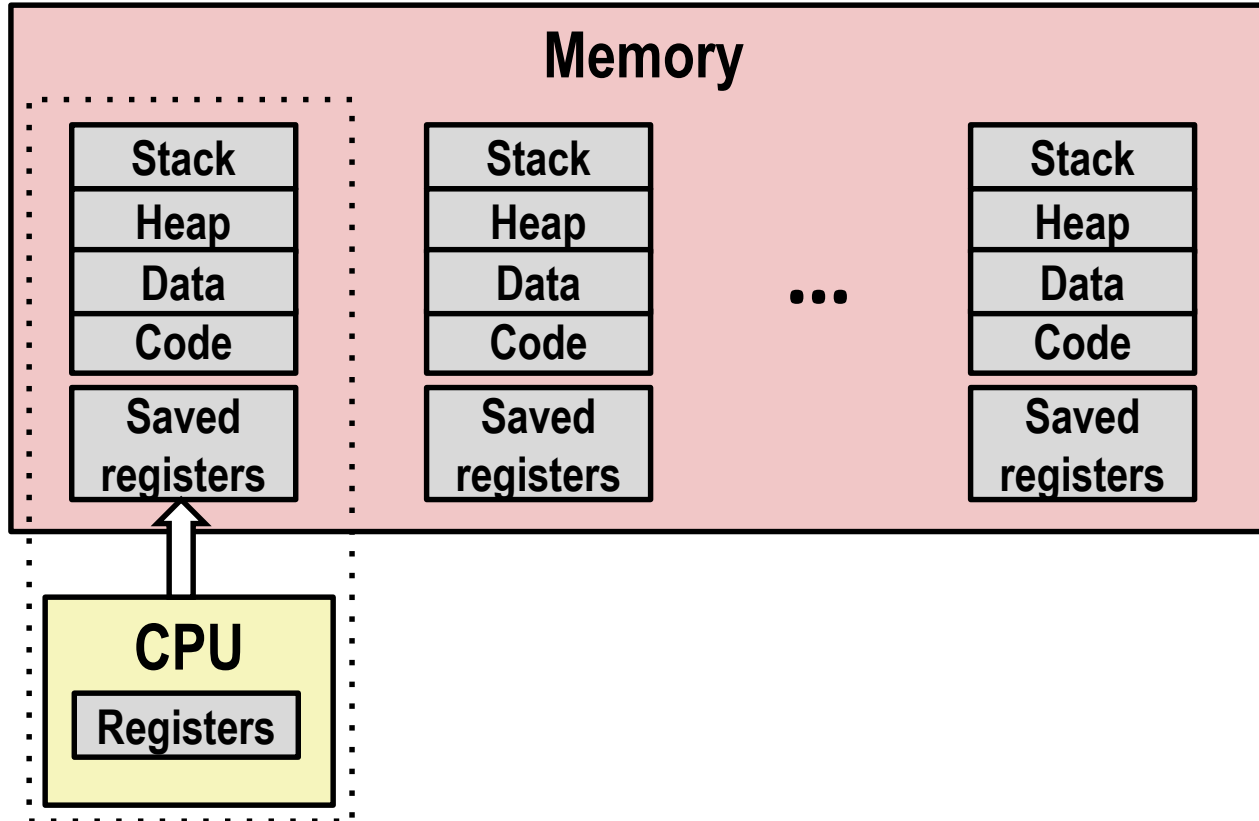 Memory
Stack
Heap
Data
Code
Saved
registers
Stack
Heap
Data
Code
Saved
registers
...
Stack
Heap
Data
Code
Saved
registers
CPU
Registers